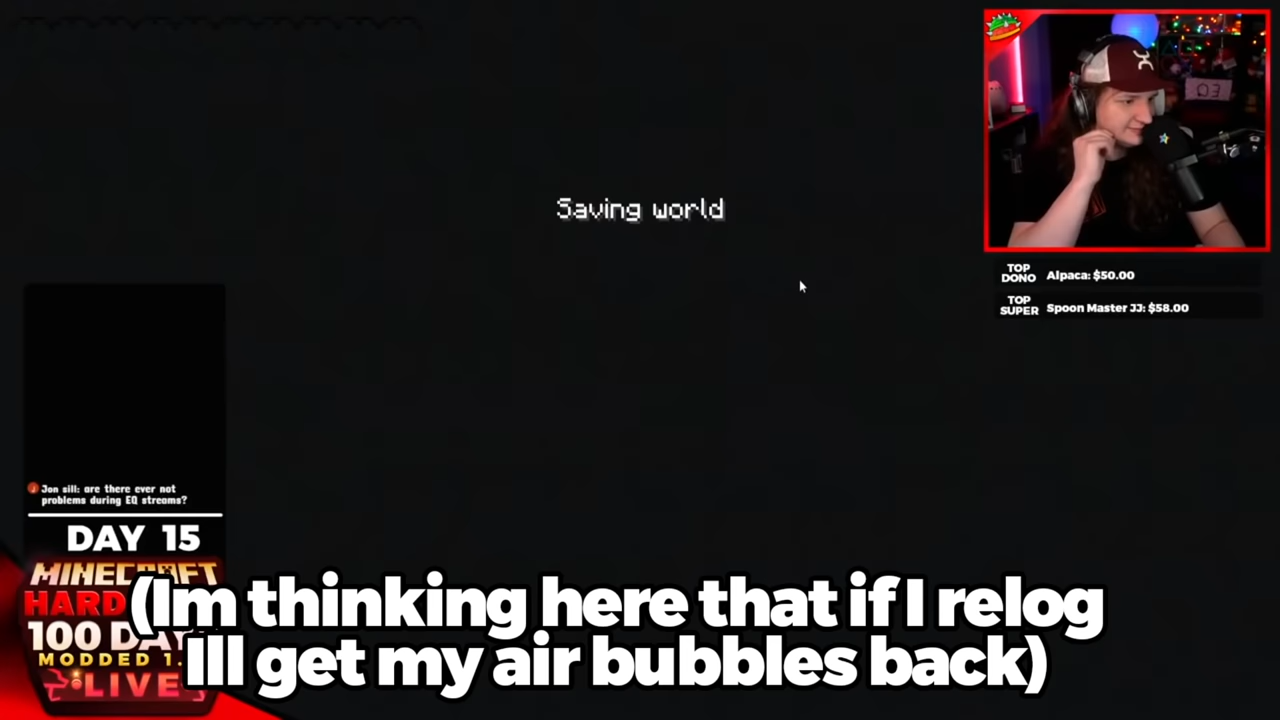 Saving world
Q3
TOP
DONO
Alpaca: $50.00
TOP
SUPER
Spoon Master JJ: $58.00
Jon sill: are there ever not
problems during EQ streams?
DAY 15
MINECRAFT
HARD
100 DAY
MODDED 1.
LIVE
(Im thinking here that if I relog
Ill get my air bubbles back)